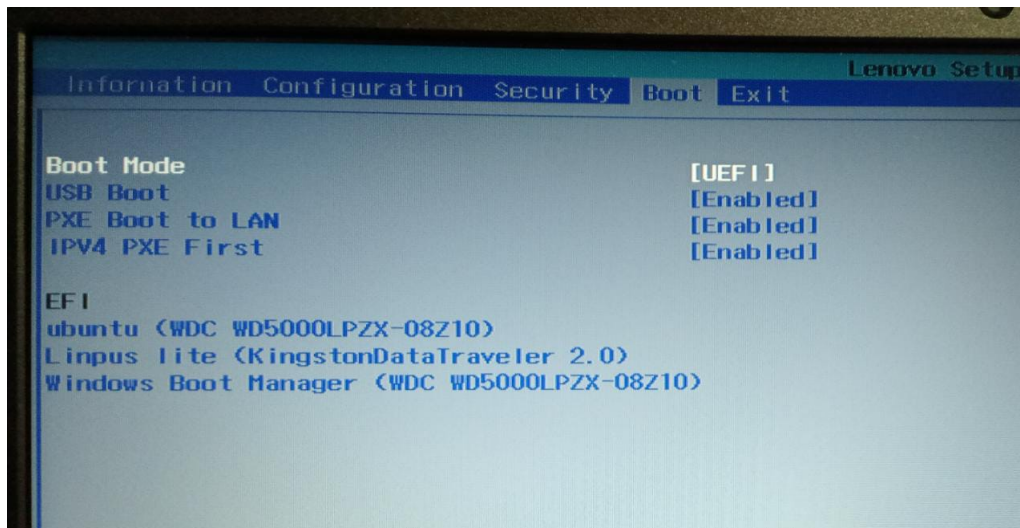 Lenovo Setup
Information Configuration Security Boot Exit
Boot Mode [UEFI]
USB Boot [Enabled]
PXE Boot to LAN [Enabled]
IPV4 PXE First [Enabled]
EFI
ubuntu (WDC WD5000LPZX-08Z10)
Linpus lite (KingstonDataTraveler 2.0)
Windows Boot Manager (WDC WD5000LPZX-08Z10)